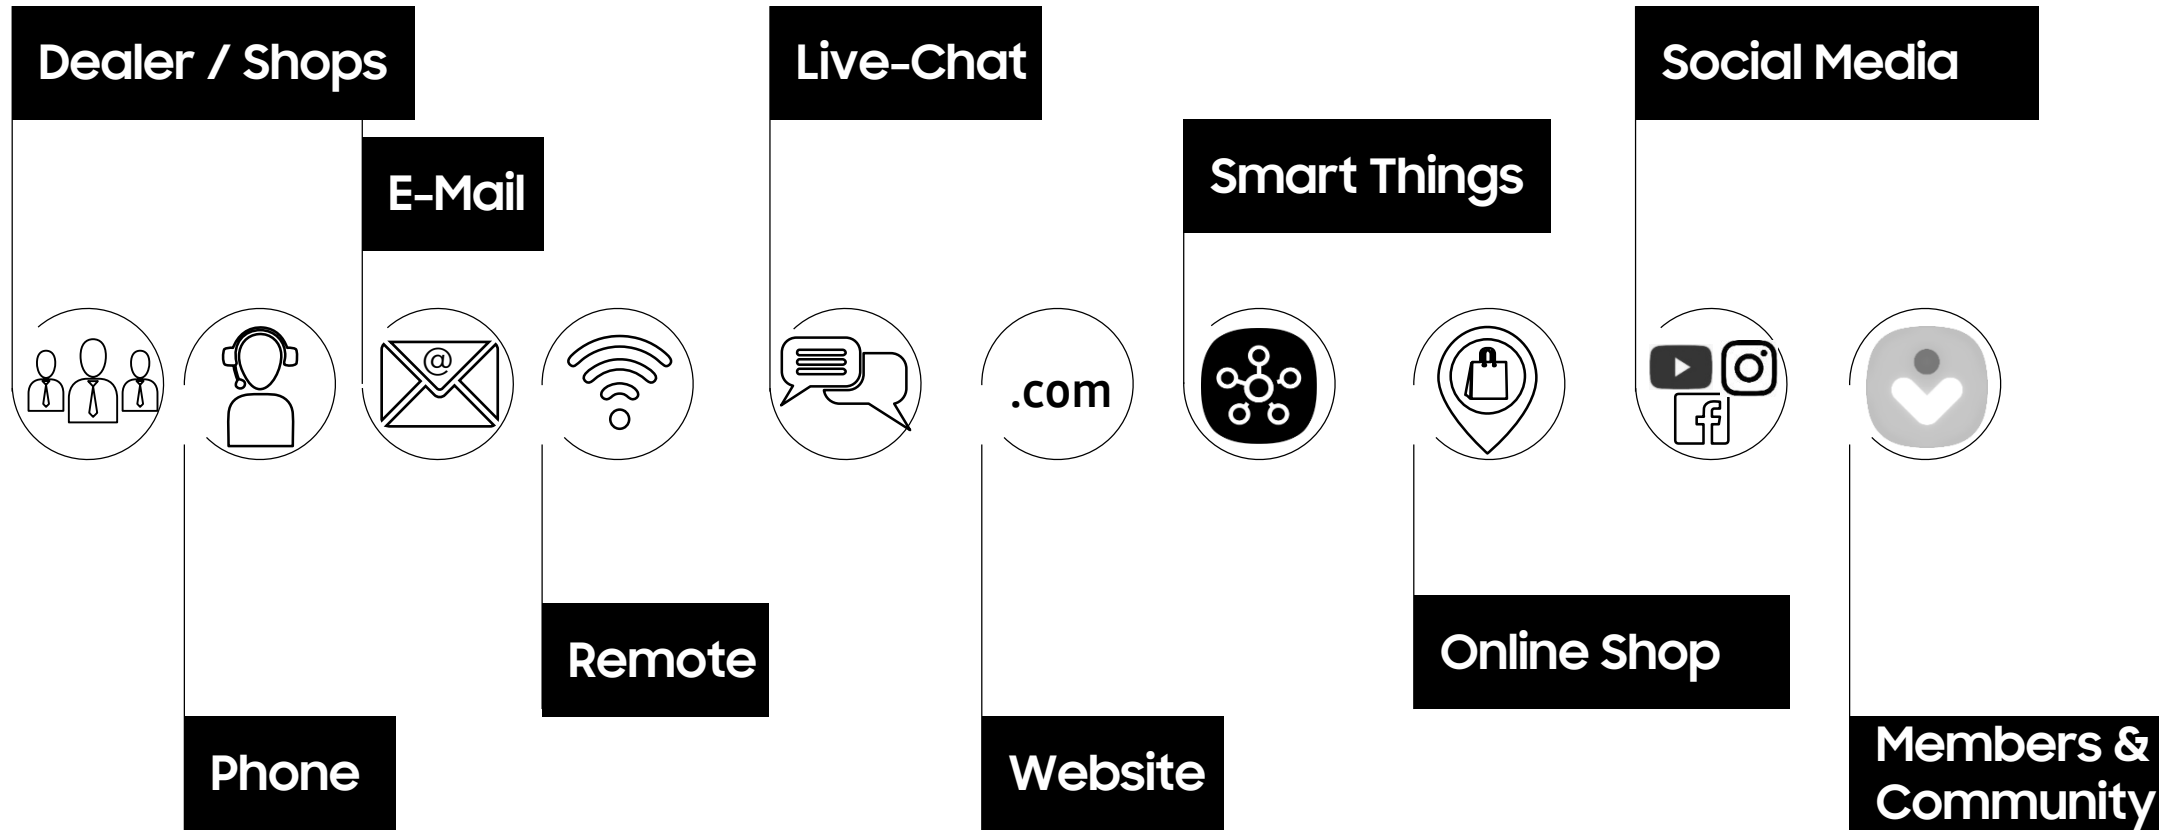 Dealer / Shops
Live-Chat
Social Media
E-Mail
Smart Things
@
.com
Remote
Online Shop
Phone
Website
Members &
Community